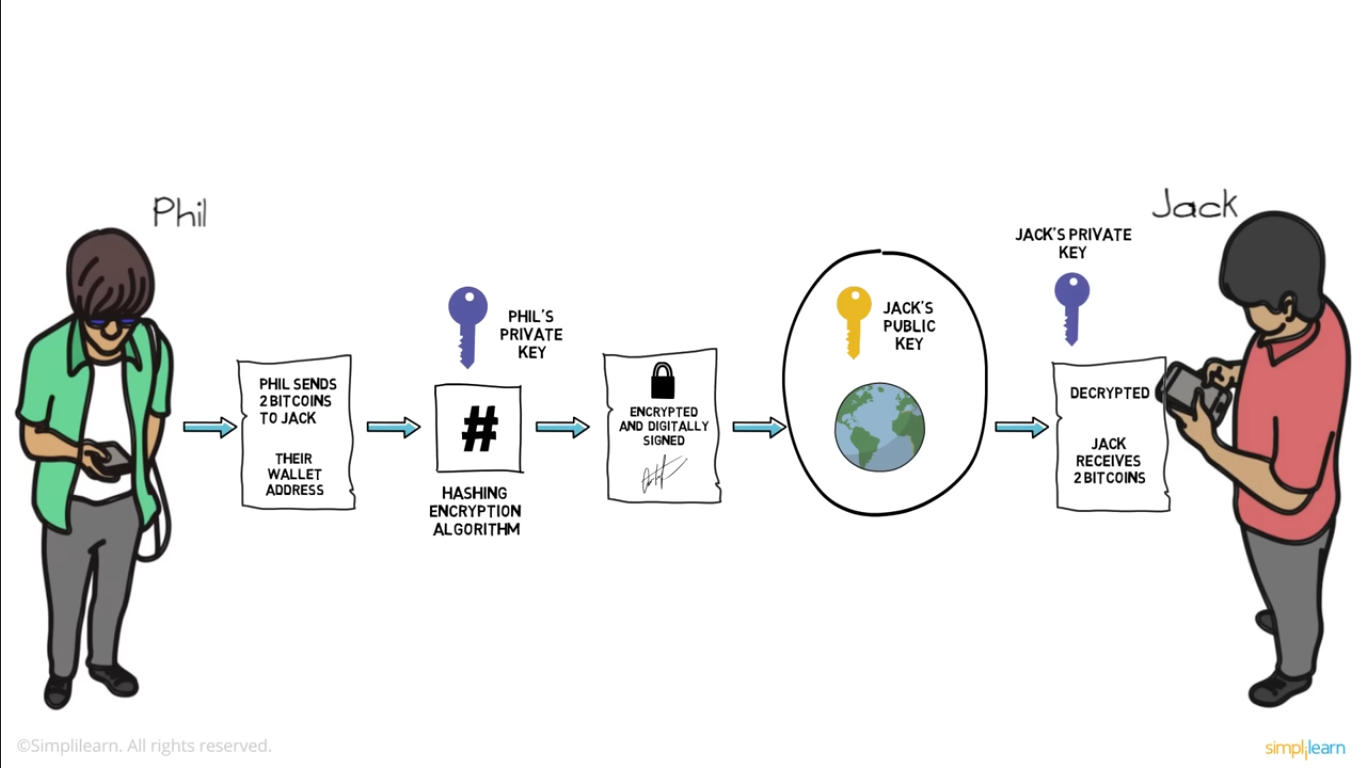 Phil
PHIL SENDS
2 BITCOINS
TO JACK
THEIR
WALLET
ADDRESS
PHIL'S
PRIVATE
KEY
#
HASHING
ENCRYPTION
ALGORITHM
ENCRYPTED
AND DIGITALLY
SIGNED
JACK'S
PUBLIC
KEY
JACK'S PRIVATE
KEY
Jack
DECRYPTED
JACK
RECEIVES
2 BITCOINS
©Simplilearn. All rights reserved.
simplilearn